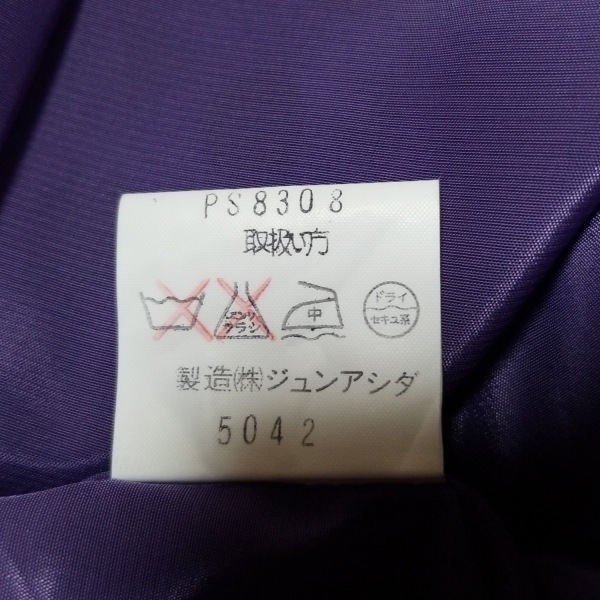 PS8308
取扱い方
エンソ サラシ 中 ドライ セキユ系
製造㈱ジュンアシダ
5042